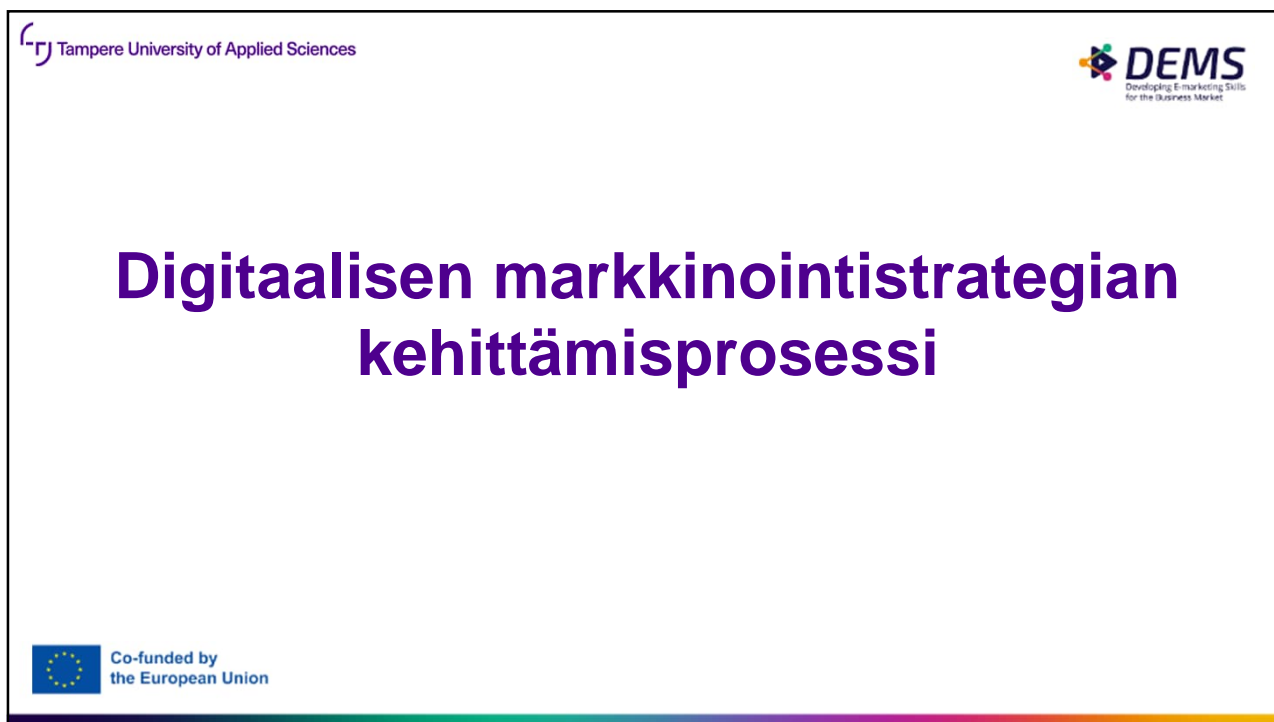 Tampere University of Applied Sciences
DEMS
Developing E-marketing Skills
for the Business Market
Digitaalisen markkinointistrategian
kehittämisprosessi
Co-funded by
the European Union